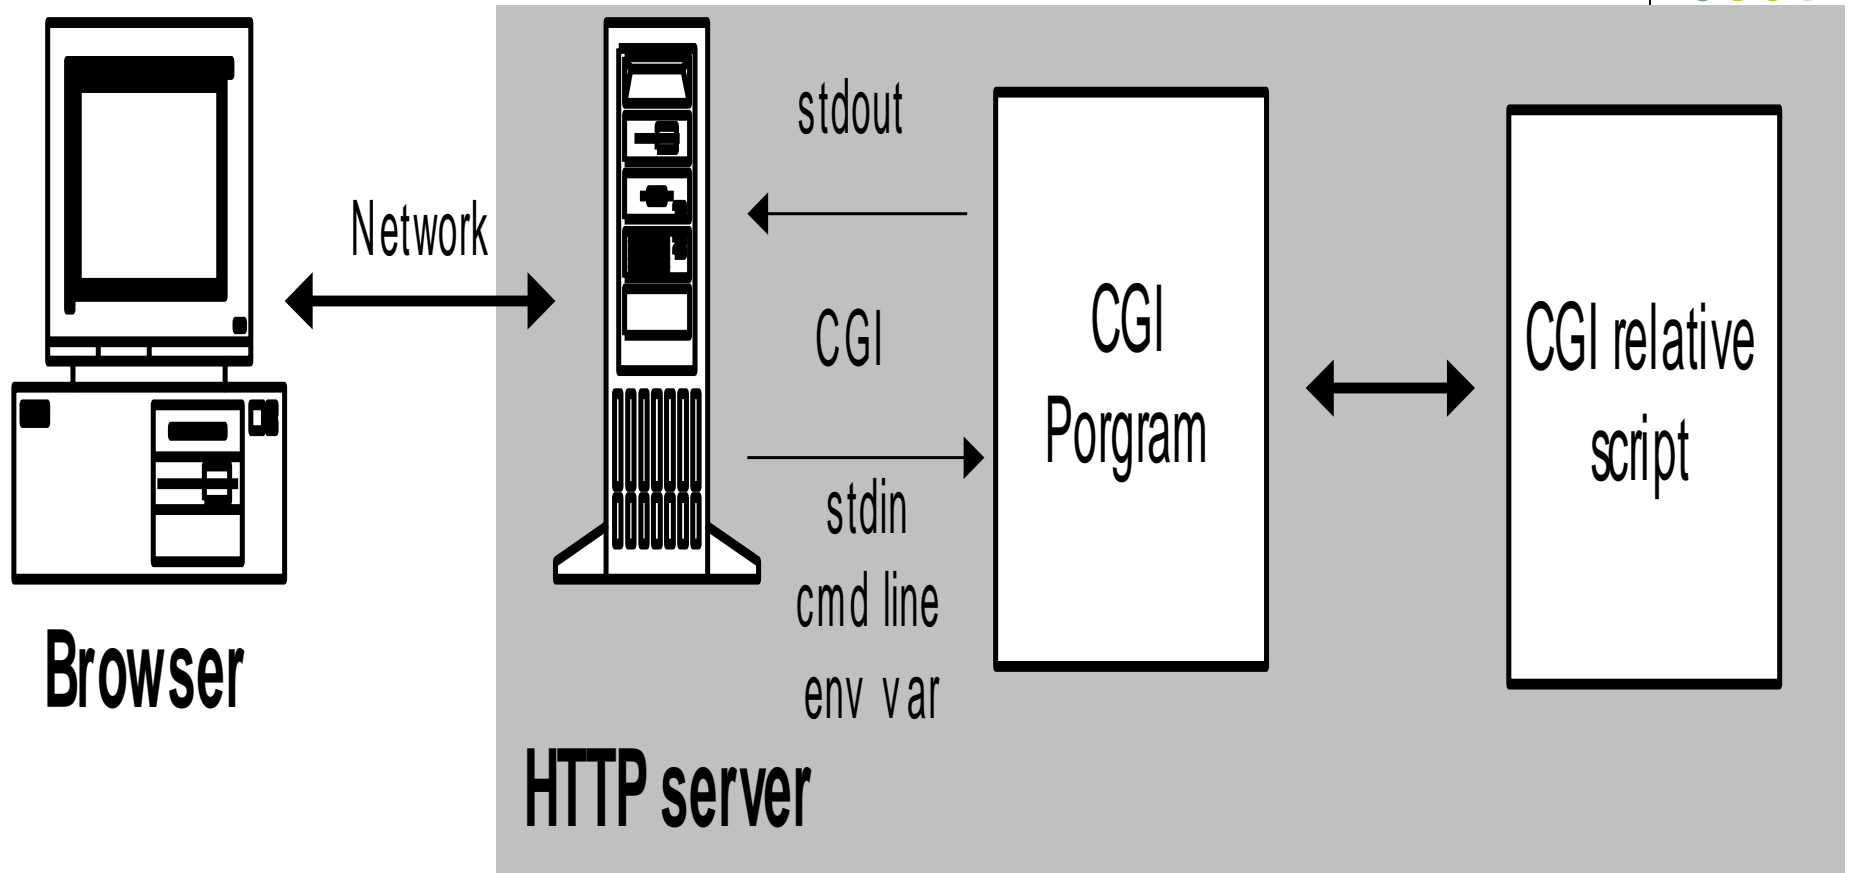 Browser
Network
HTTP server
stdout
CGI
stdin
cmd line
env var
CGI
Porgram
CGI relative
script